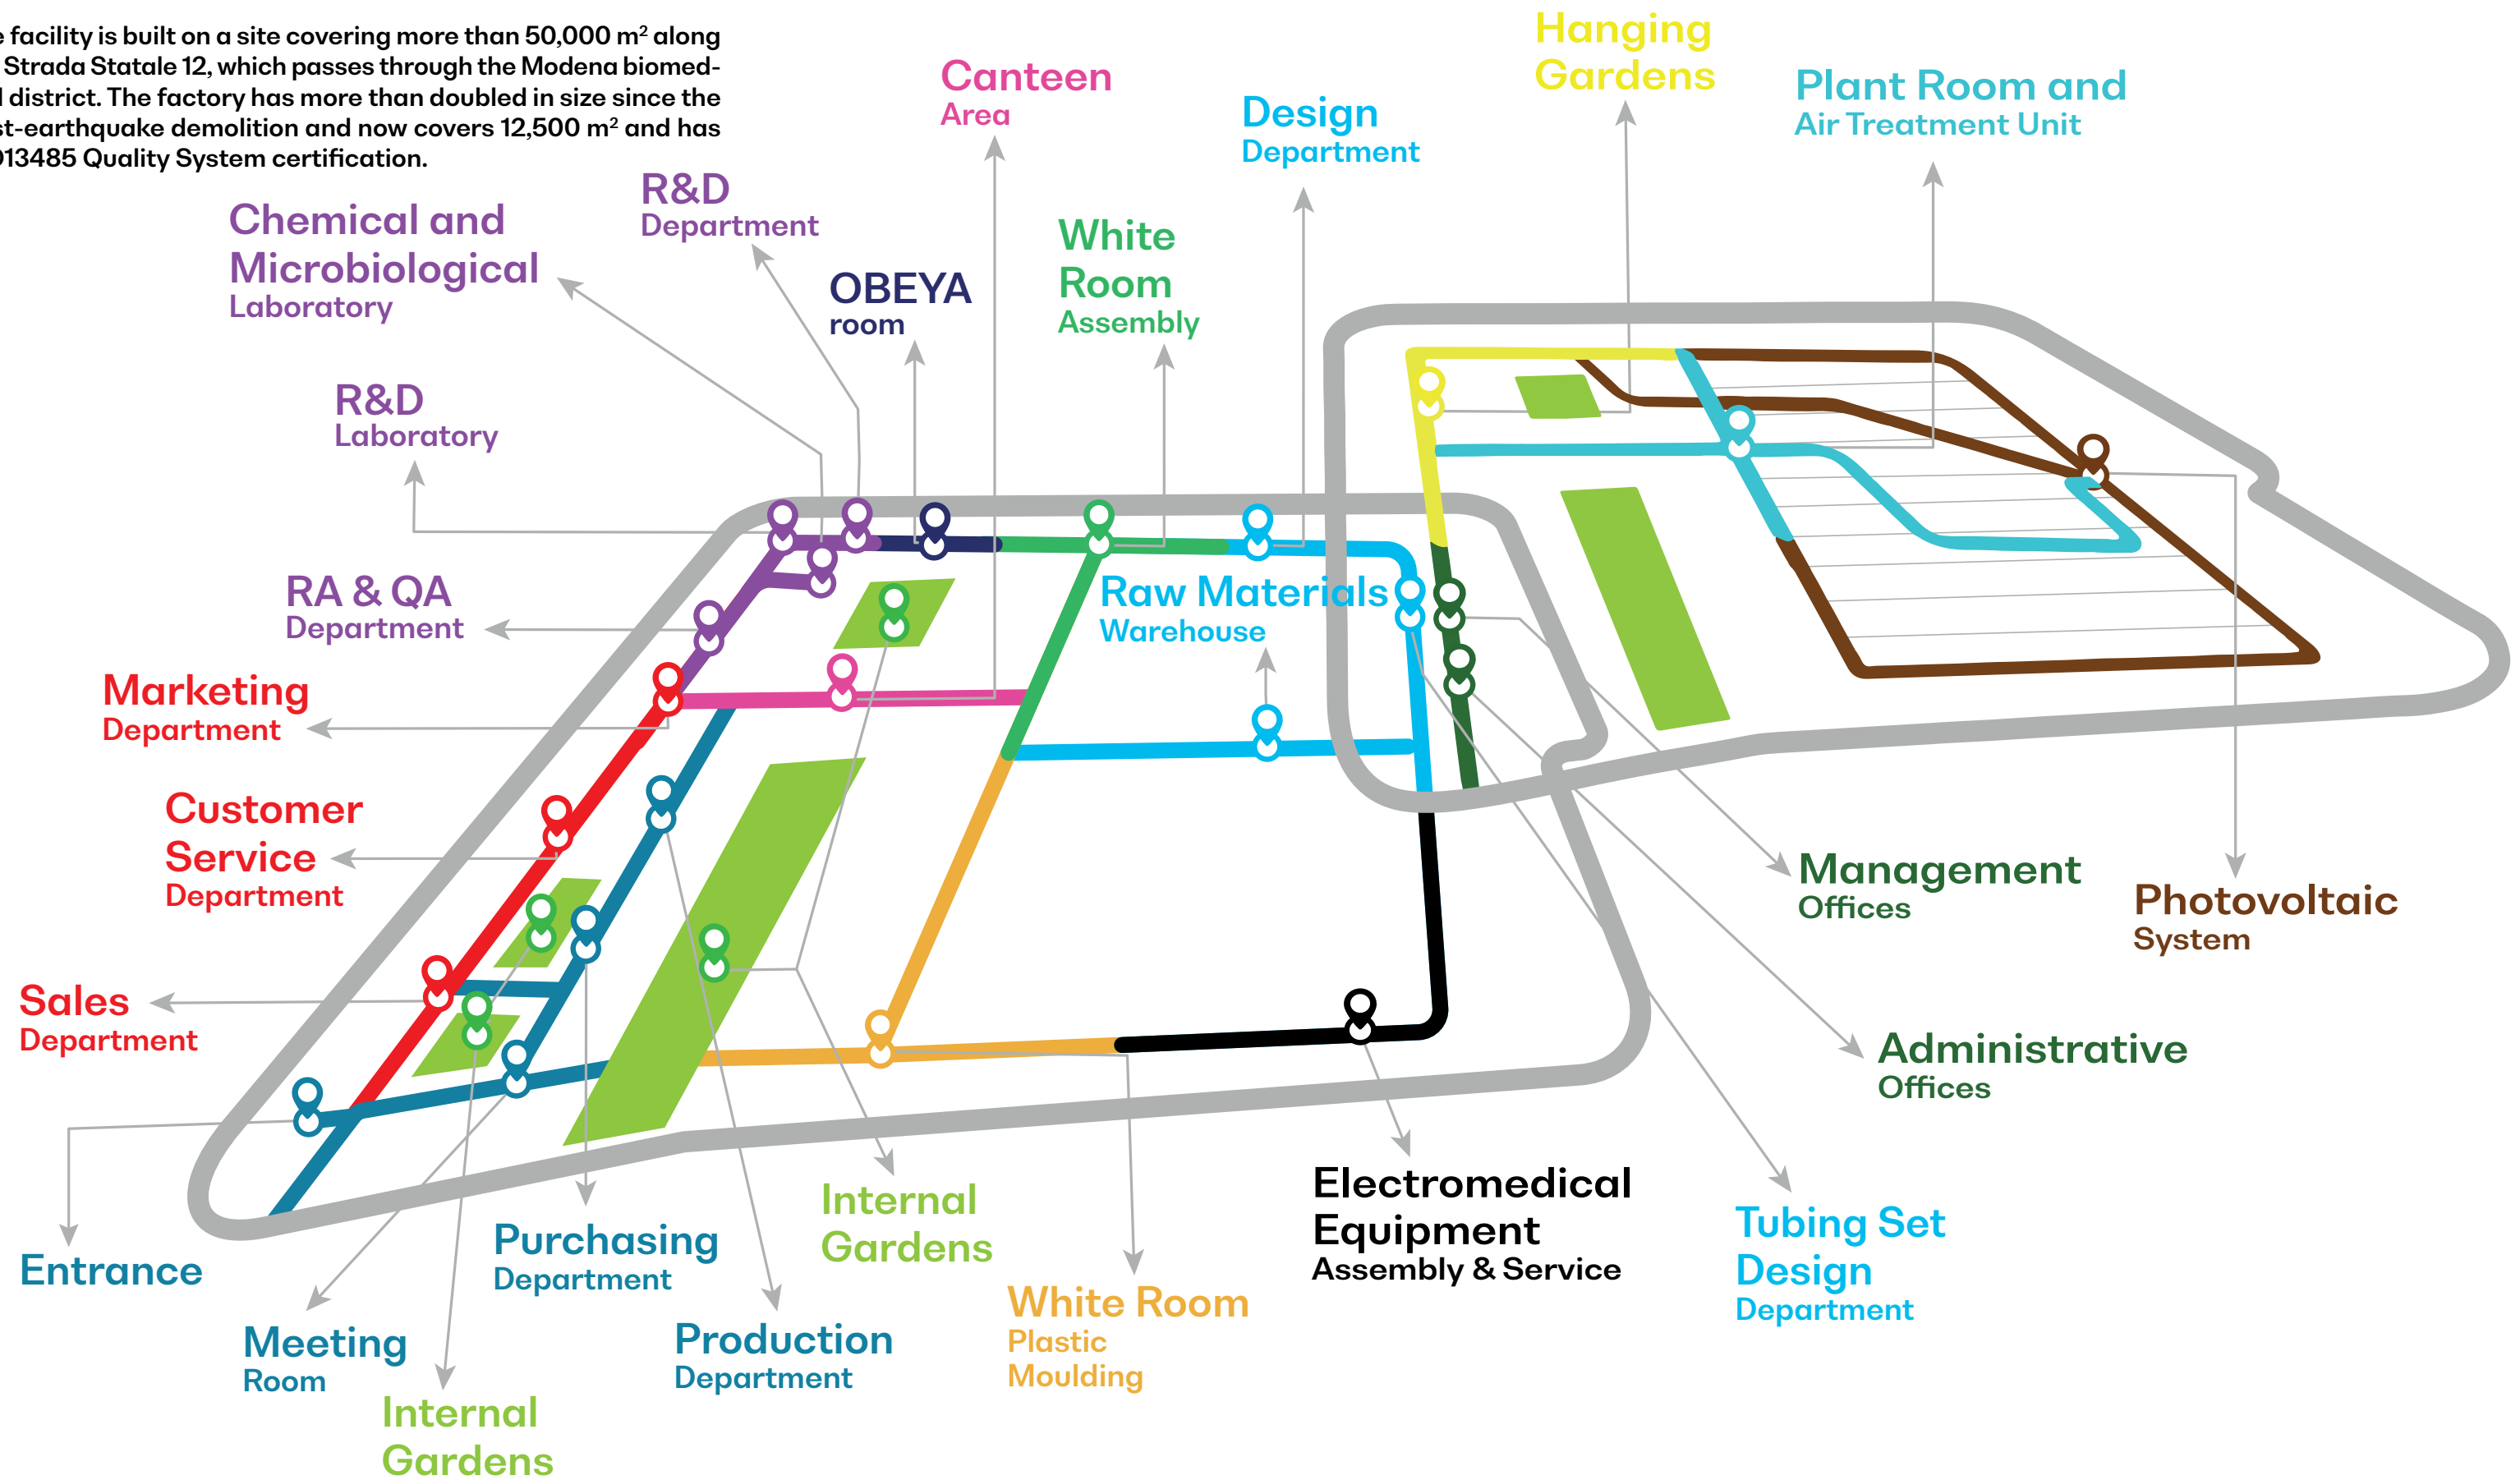 facility is built on a site covering more than 50,000 m² along
Strada Statale 12, which passes through the Modena biomed-
district. The factory has more than doubled in size since the
st-earthquake demolition and now covers 12,500 m² and has
O13485 Quality System certification.
Hanging
Gardens
Canteen
Area
Design
Department
Plant Room and
Air Treatment Unit
R&D
Department
Chemical and
Microbiological
Laboratory
OBEYA
room
White
Room
Assembly
R&D
Laboratory
RA & QA
Department
Raw Materials
Warehouse
Marketing
Department
Customer
Service
Department
Management
Offices
Photovoltaic
System
Sales
Department
Administrative
Offices
Entrance
Purchasing
Department
Internal
Gardens
Electromedical
Equipment
Assembly & Service
Tubing Set
Design
Department
Meeting
Room
Production
Department
White Room
Plastic
Moulding
Internal
Gardens